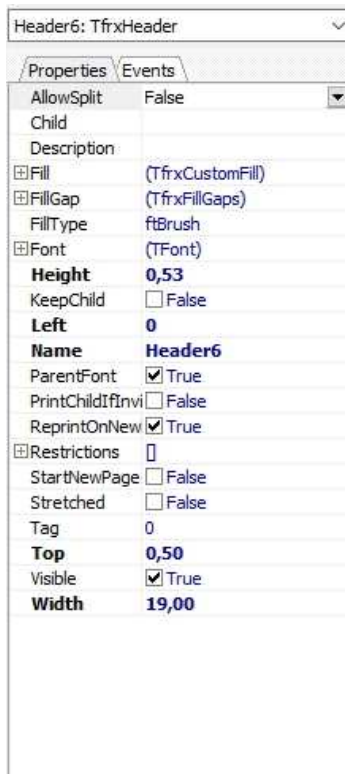 Header6: TfrxHeader
Properties Events
AllowSplit False
Child
Description
Fill (TfrxCustomFill)
FillGap (TfrxFillGaps)
FillType ftBrush
Font (TFont)
Height 0,53
KeepChild False
Left 0
Name Header6
ParentFont True
PrintChildIfInvi False
ReprintOnNew True
Restrictions []
StartNewPage False
Stretched False
Tag 0
Top 0,50
Visible True
Width 19,00